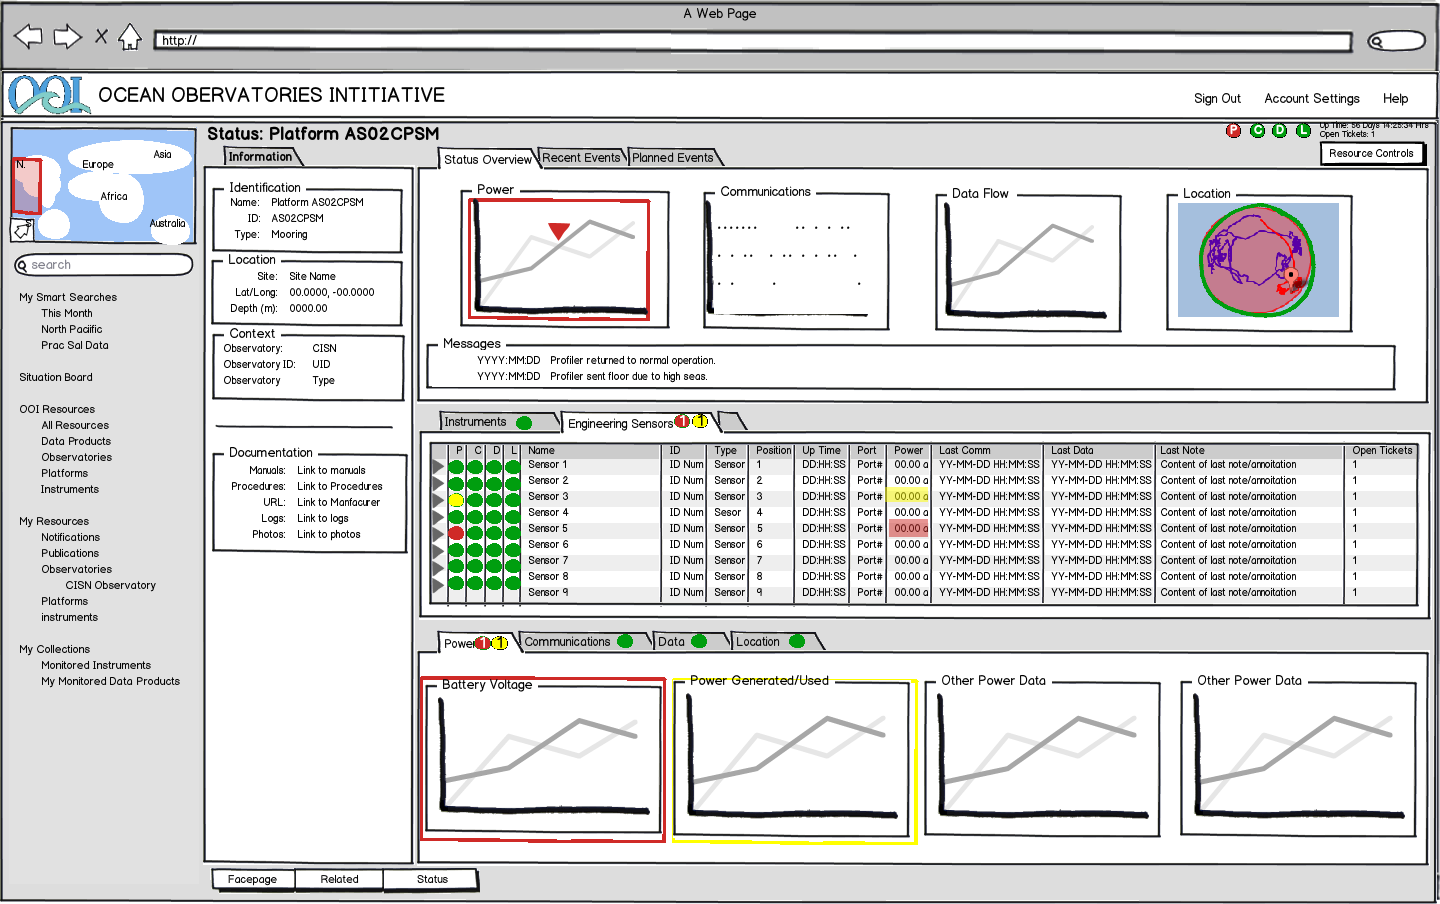 A Web Page
http://
OOI OCEAN OBERVATORIES INTITIATIVE
Sign Out Account Settings Help
Asia
Europe
N.
Africa
Australia
search
My Smart Searches
This Month
North Paciific
Prac Sal Data
Situation Board
OOI Resources
All Resources
Data Products
Observatories
Platforms
Instruments
My Resources
Notifications
Publications
Observatories
CISN Observatory
Platforms
instruments
My Collections
Monitored Instruments
My Monitored Data Products
Status: Platform AS02CPSM
P C D L
Up Time: 56 Days 14:25:34 Hrs
Open Tickets: 1
Resource Controls
Information
Identification
Name: Platform AS02CPSM
ID: AS02CPSM
Type: Mooring
Location
Site: Site Name
Lat/Long: 00.0000, -00.0000
Depth (m): 0000.00
Context
Observatory: CISN
Observatory ID: UID
Observatory Type
Documentation
Manuals: Link to manuals
Procedures: Link to Procedures
URL: Link to Manfacurer
Logs: Link to logs
Photos: Link to photos
Status Overview Recent Events Planned Events
Power Communications Data Flow Location
Messages
YYYY:MM:DD Profiler returned to normal operation.
YYYY:MM:DD Profiler sent floor due to high seas.
Instruments Engineering Sensors 1 1
P C D L Name ID Type Position Up Time Port Power Last Comm Last Data Last Note Open Tickets
Sensor 1 ID Num Sensor 1 DD:HH:SS Port# 00.00 a YY-MM-DD HH:MM:SS YY-MM-DD HH:MM:SS Content of last note/annoitation 1
Sensor 2 ID Num Sensor 2 DD:HH:SS Port# 00.00 a YY-MM-DD HH:MM:SS YY-MM-DD HH:MM:SS Content of last note/annoitation 1
Sensor 3 ID Num Sensor 3 DD:HH:SS Port# 00.00 a YY-MM-DD HH:MM:SS YY-MM-DD HH:MM:SS Content of last note/annoitation 1
Sensor 4 ID Num Sesor 4 DD:HH:SS Port# 00.00 a YY-MM-DD HH:MM:SS YY-MM-DD HH:MM:SS Content of last note/annoitation 1
Sensor 5 ID Num Sensor 5 DD:HH:SS Port# 00.00 a YY-MM-DD HH:MM:SS YY-MM-DD HH:MM:SS Content of last note/annoitation 1
Sensor 6 ID Num Sensor 6 DD:HH:SS Port# 00.00 a YY-MM-DD HH:MM:SS YY-MM-DD HH:MM:SS Content of last note/annoitation 1
Sensor 7 ID Num Sensor 7 DD:HH:SS Port# 00.00 a YY-MM-DD HH:MM:SS YY-MM-DD HH:MM:SS Content of last note/annoitation 1
Sensor 8 ID Num Sensor 8 DD:HH:SS Port# 00.00 a YY-MM-DD HH:MM:SS YY-MM-DD HH:MM:SS Content of last note/annoitation 1
Sensor 9 ID Num Sensor 9 DD:HH:SS Port# 00.00 a YY-MM-DD HH:MM:SS YY-MM-DD HH:MM:SS Content of last note/annoitation 1
Power 1 1 Communications Data Location
Battery Voltage Power Generated/Used Other Power Data Other Power Data
Facepage Related Status